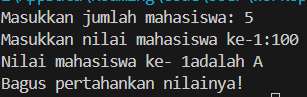 Masukkan jumlah mahasiswa: 5
Masukkan nilai mahasiswa ke-1:100
Nilai mahasiswa ke- 1adalah A
Bagus pertahankan nilainya!